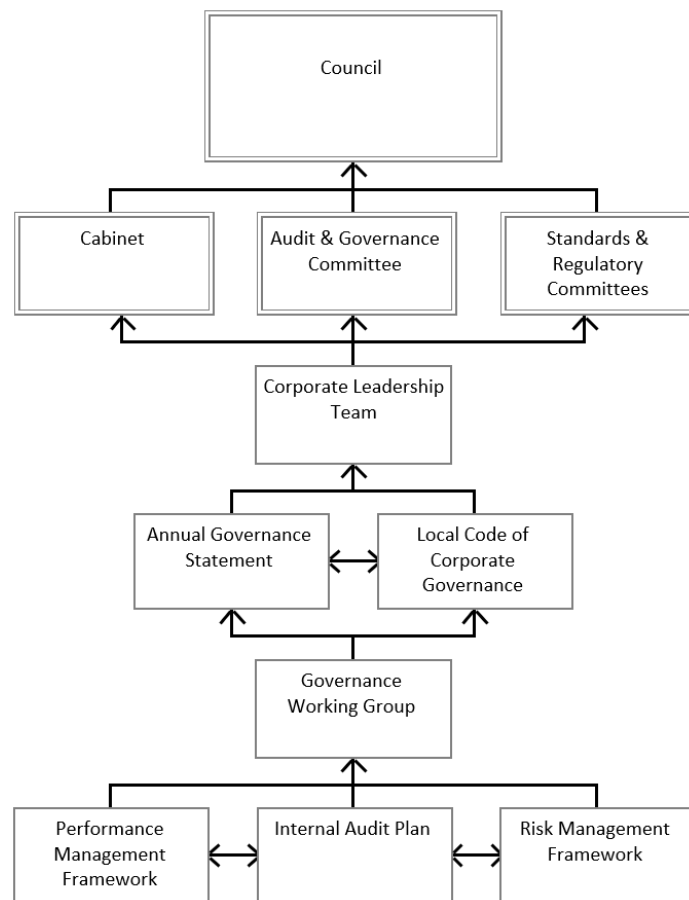 Council
Cabinet
Audit & Governance
Committee
Standards &
Regulatory
Committees
Corporate Leadership
Team
Annual Governance
Statement
Local Code of
Corporate
Governance
Governance
Working Group
Performance
Management
Framework
Internal Audit Plan
Risk Management
Framework